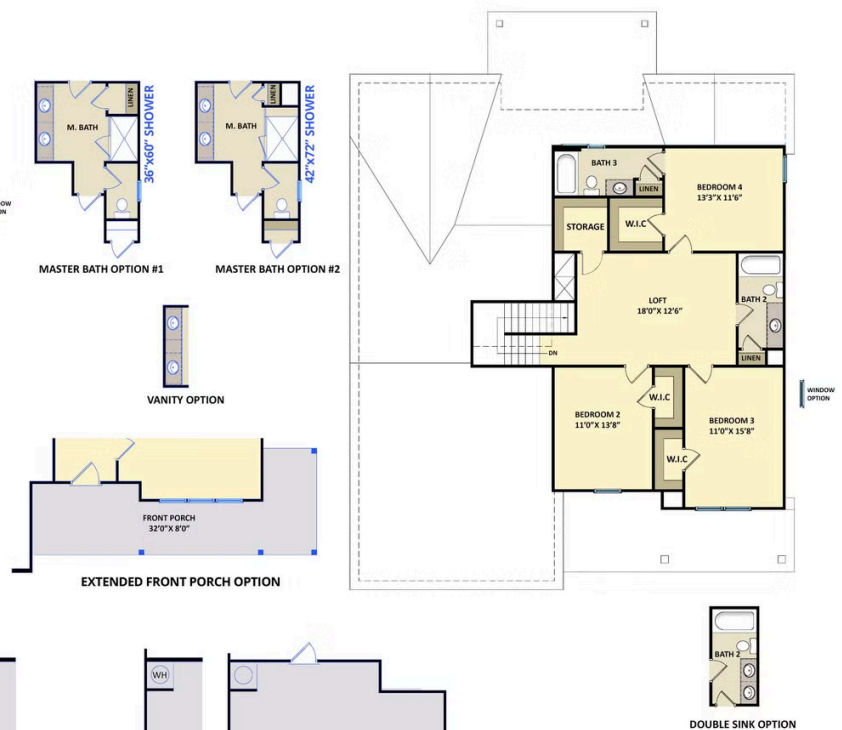 LINEN
M. BATH
36"x60" SHOWER
MASTER BATH OPTION #1
LINEN
M. BATH
42"x72" SHOWER
MASTER BATH OPTION #2
BATH 3
LINEN
BEDROOM 4
13'3"X 11'6"
STORAGE
W.I.C
LOFT
18'0"X 12'6"
BATH 2
LINEN
DN
VANITY OPTION
W.I.C
BEDROOM 2
11'0"X 13'8"
BEDROOM 3
11'0"X 15'8"
W.I.C
WINDOW
OPTION
FRONT PORCH
32'0"X 8'0"
EXTENDED FRONT PORCH OPTION
WH
BATH 2
DOUBLE SINK OPTION